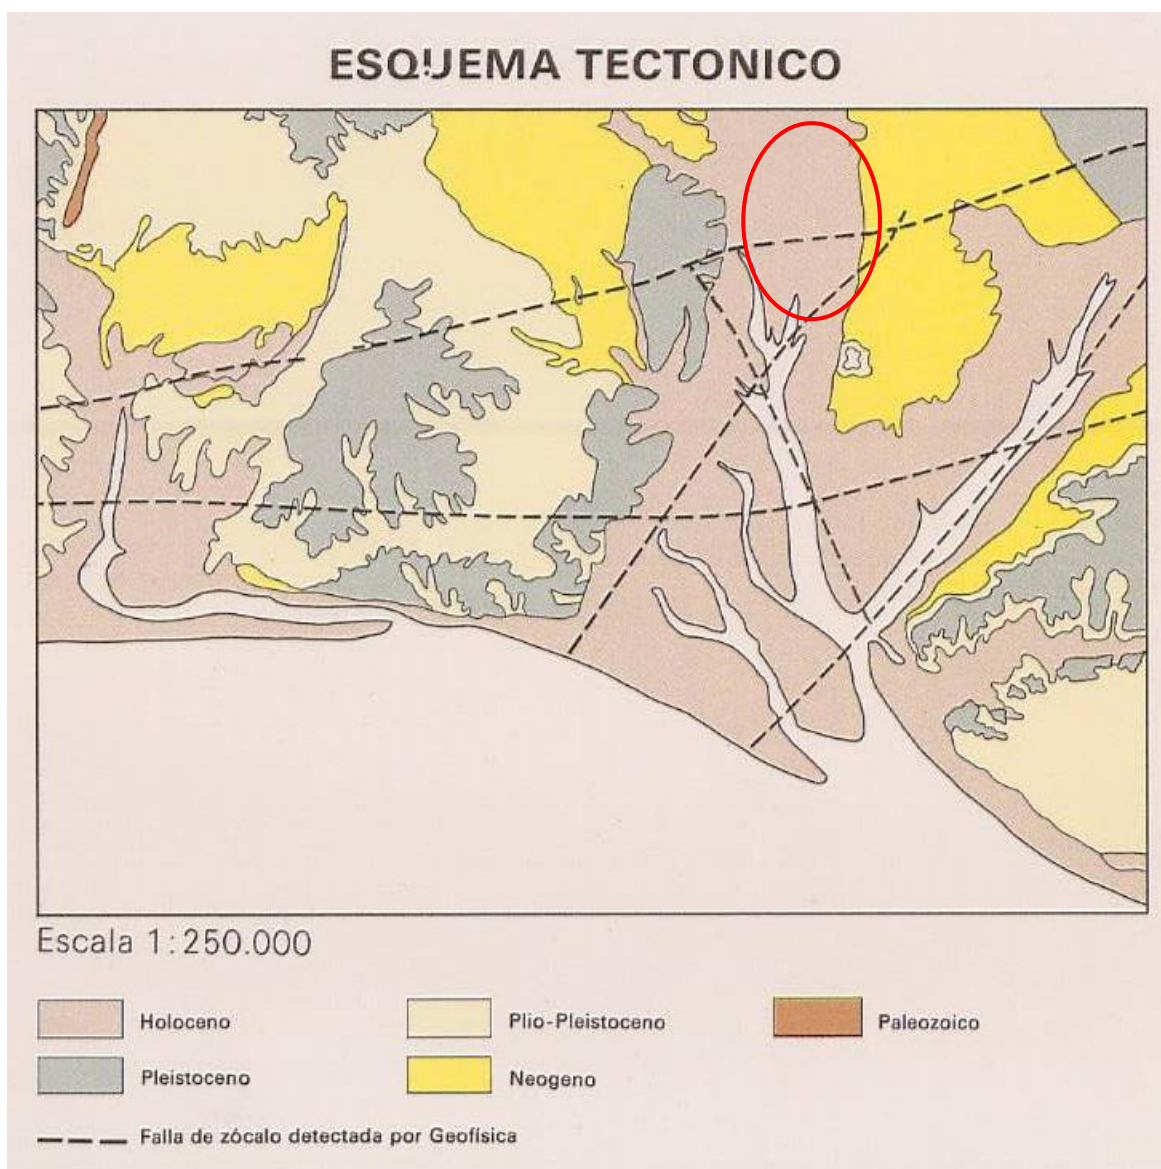 ESQUEMA TECTONICO
Escala 1:250.000
Holoceno
Plio-Pleistoceno
Paleozoico
Pleistoceno
Neogeno
Falla de zócalo detectada por Geofísica